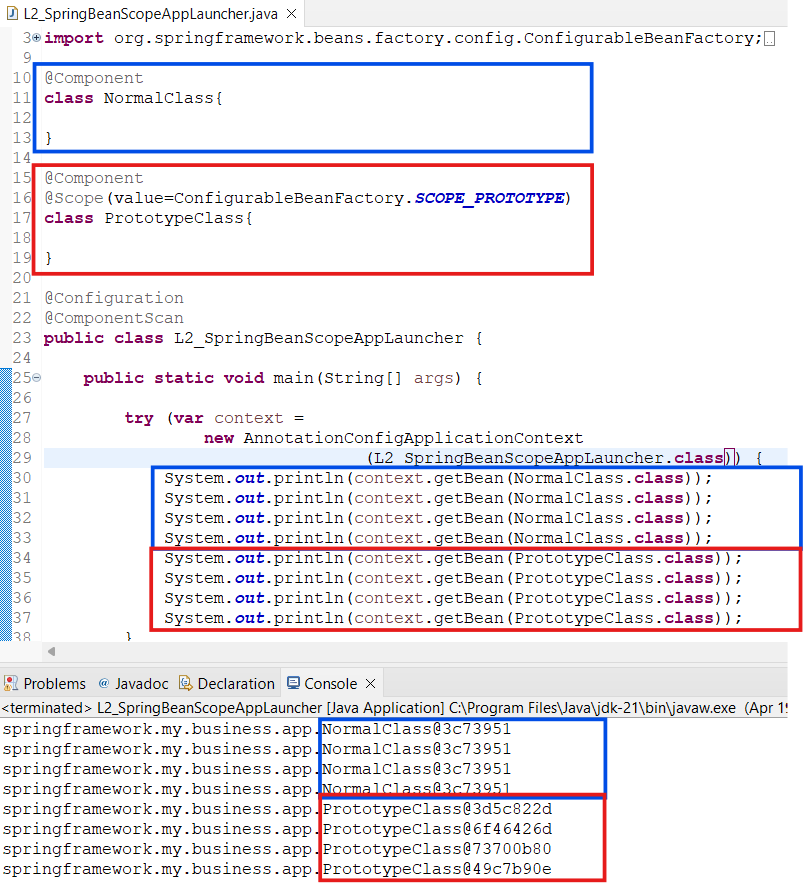 L2_SpringBeanScopeAppLauncher.java
3 import org.springframework.beans.factory.config.ConfigurableBeanFactory;
9
10 @Component
11 class NormalClass{
12
13 }
14
15 @Component
16 @Scope(value=ConfigurableBeanFactory.SCOPE_PROTOTYPE)
17 class PrototypeClass{
18
19 }
20
21 @Configuration
22 @ComponentScan
23 public class L2_SpringBeanScopeAppLauncher {
24
25 public static void main(String[] args) {
26
27 try (var context =
28 new AnnotationConfigApplicationContext
29 (L2_SpringBeanScopeAppLauncher.class)) {
30 System.out.println(context.getBean(NormalClass.class));
31 System.out.println(context.getBean(NormalClass.class));
32 System.out.println(context.getBean(NormalClass.class));
33 System.out.println(context.getBean(NormalClass.class));
34 System.out.println(context.getBean(PrototypeClass.class));
35 System.out.println(context.getBean(PrototypeClass.class));
36 System.out.println(context.getBean(PrototypeClass.class));
37 System.out.println(context.getBean(PrototypeClass.class));
38 }
Problems @ Javadoc Declaration Console
<terminated> L2_SpringBeanScopeAppLauncher [Java Application] C:\Program Files\Java\jdk-21\bin\javaw.exe (Apr 19
springframework.my.business.app.NormalClass@3c73951
springframework.my.business.app.NormalClass@3c73951
springframework.my.business.app.NormalClass@3c73951
springframework.my.business.app.NormalClass@3c73951
springframework.my.business.app.PrototypeClass@3d5c822d
springframework.my.business.app.PrototypeClass@6f46426d
springframework.my.business.app.PrototypeClass@73700b80
springframework.my.business.app.PrototypeClass@49c7b90e